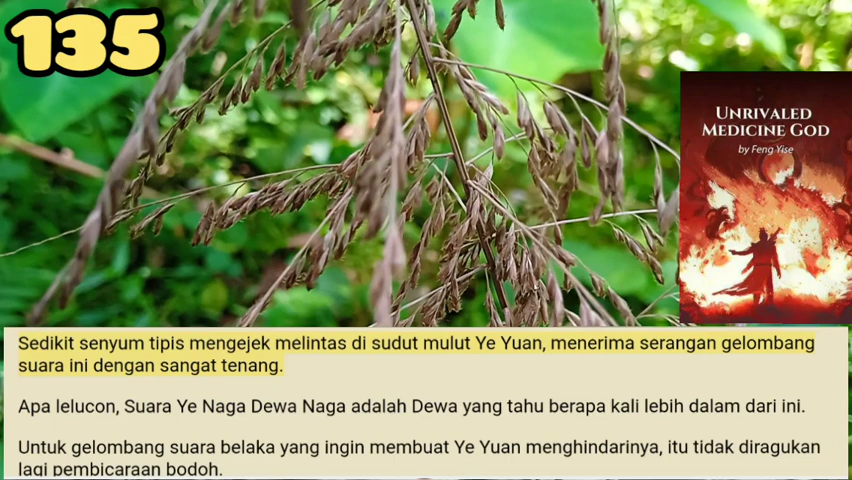 135
UNRIVALED
MEDICINE GOD
by Feng Yise
Sedikit senyum tipis mengejek melintas di sudut mulut Ye Yuan, menerima serangan gelombang
suara ini dengan sangat tenang.
Apa lelucon, Suara Ye Naga Dewa Naga adalah Dewa yang tahu berapa kali lebih dalam dari ini.
Untuk gelombang suara belaka yang ingin membuat Ye Yuan menghindarinya, itu tidak diragukan
lagi pembicaraan bodoh.